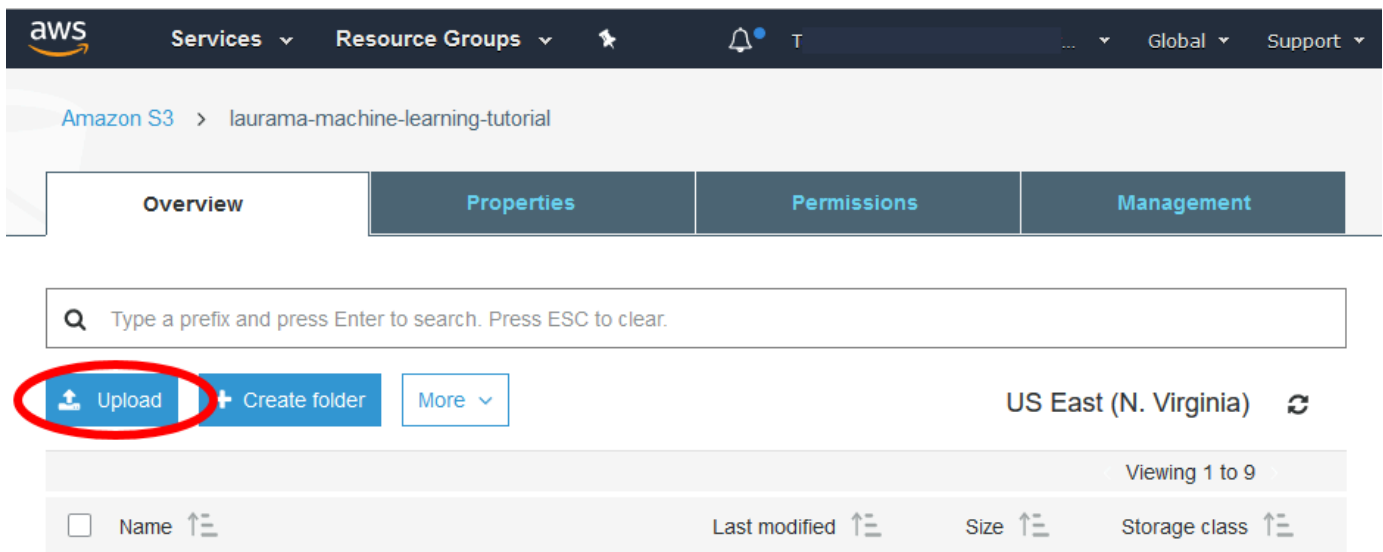 aws Services Resource Groups T ... Global Support
Amazon S3 > laurama-machine-learning-tutorial
Overview Properties Permissions Management
Type a prefix and press Enter to search. Press ESC to clear.
Upload + Create folder More US East (N. Virginia)
Viewing 1 to 9
Name Last modified Size Storage class